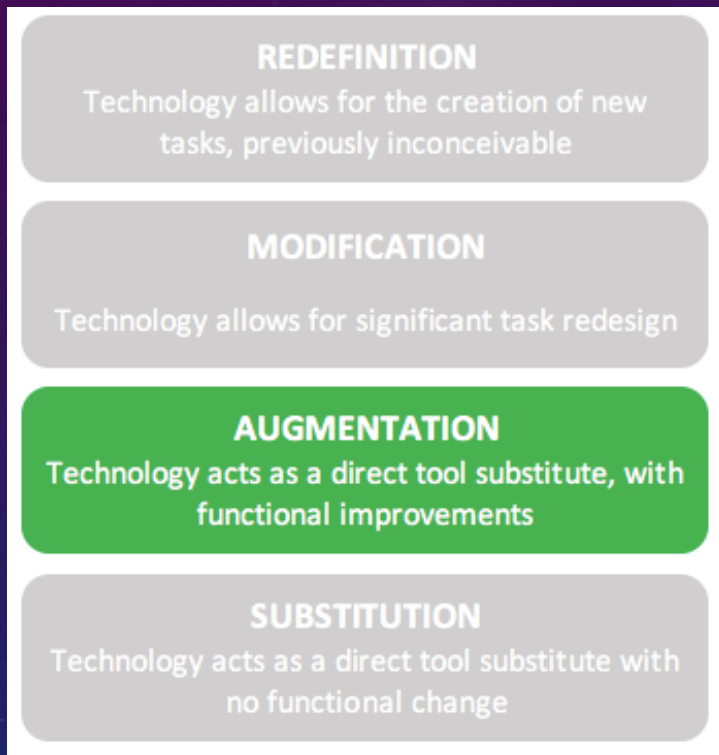 REDEFINITION
Technology allows for the creation of new
tasks, previously inconceivable
MODIFICATION
Technology allows for significant task redesign
AUGMENTATION
Technology acts as a direct tool substitute, with
functional improvements
SUBSTITUTION
Technology acts as a direct tool substitute with
no functional change